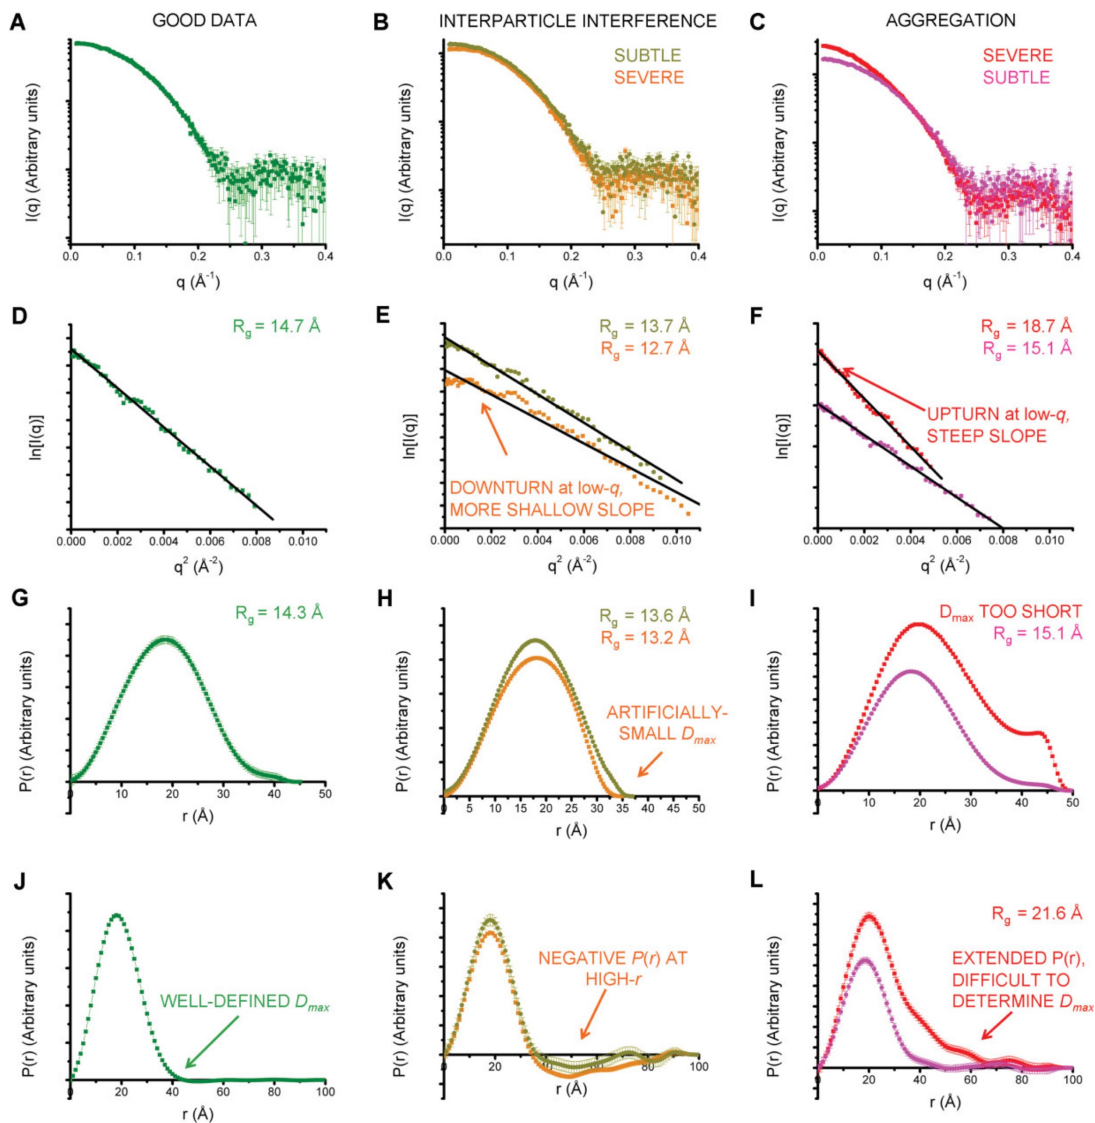 A GOOD DATA
B INTERPARTICLE INTERFERENCE
C AGGREGATION
I(q) (Arbitrary units)
0.0 0.1 0.2 0.3 0.4
q (Å⁻¹)
SUBTLE
SEVERE
I(q) (Arbitrary units)
0.0 0.1 0.2 0.3 0.4
q (Å⁻¹)
SEVERE
SUBTLE
I(q) (Arbitrary units)
0.0 0.1 0.2 0.3 0.4
q (Å⁻¹)
D
Rg = 14.7 Å
ln[I(q)]
0.000 0.002 0.004 0.006 0.008 0.010
q² (Å⁻²)
E
Rg = 13.7 Å
Rg = 12.7 Å
ln[I(q)]
DOWNTURN at low-q,
MORE SHALLOW SLOPE
0.000 0.002 0.004 0.006 0.008 0.010
q² (Å⁻²)
F
Rg = 18.7 Å
Rg = 15.1 Å
ln[I(q)]
UPTURN at low-q,
STEEP SLOPE
0.000 0.002 0.004 0.006 0.008 0.010
q² (Å⁻²)
G
Rg = 14.3 Å
P(r) (Arbitrary units)
0 10 20 30 40 50
r (Å)
H
Rg = 13.6 Å
Rg = 13.2 Å
P(r) (Arbitrary units)
ARTIFICIALLY-
SMALL Dmax
0 5 10 15 20 25 30 35 40 45 50
r (Å)
I
Dmax TOO SHORT
Rg = 15.1 Å
P(r) (Arbitrary units)
0 10 20 30 40 50
r (Å)
J
P(r) (Arbitrary units)
WELL-DEFINED Dmax
0 20 40 60 80 100
r (Å)
K
P(r) (Arbitrary units)
NEGATIVE P(r) AT
HIGH-r
0 20 40 60 80 100
r (Å)
L
Rg = 21.6 Å
P(r) (Arbitrary units)
EXTENDED P(r),
DIFFICULT TO
DETERMINE Dmax
0 20 40 60 80 100
r (Å)